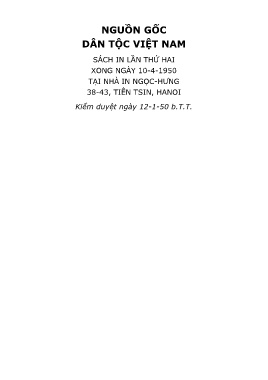 NGUỒN GỐC
DÂN TỘC VIỆT NAM
SÁCH IN LẦN THỨ HAI
XONG NGÀY 10-4-1950
TẠI NHÀ IN NGỌC-HƯNG
38-43, TIÊN TSIN, HANOI
Kiểm duyệt ngày 12-1-50 b.T.T.